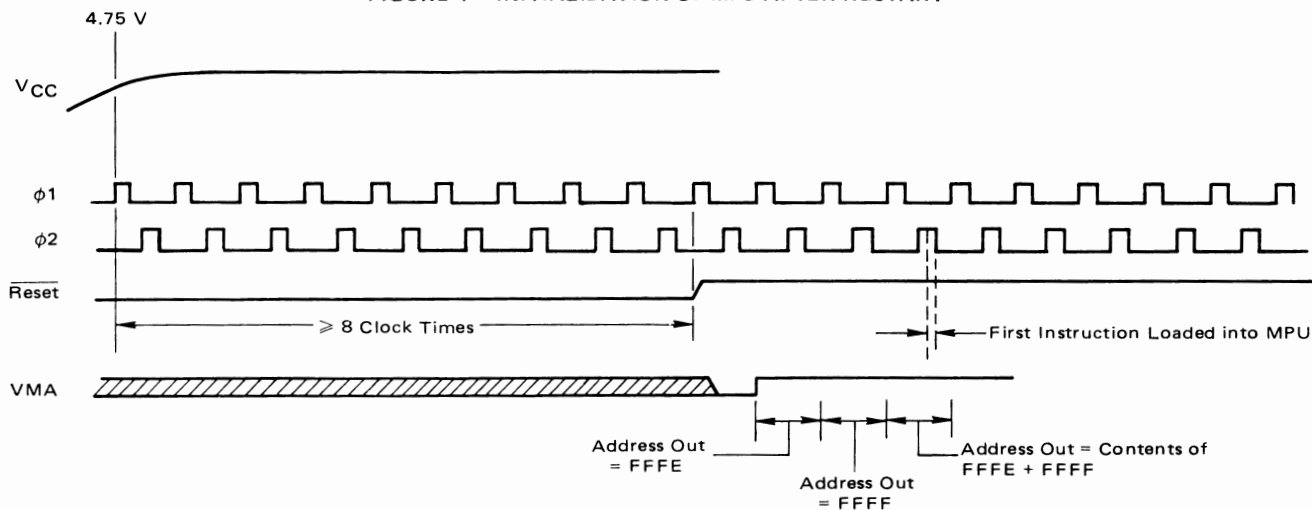 4.75 V
VCC
φ1
φ2
Reset
⩾ 8 Clock Times
First Instruction Loaded into MPU
VMA
Address Out
= FFFE
Address Out
= FFFF
Address Out = Contents of
FFFE + FFFF